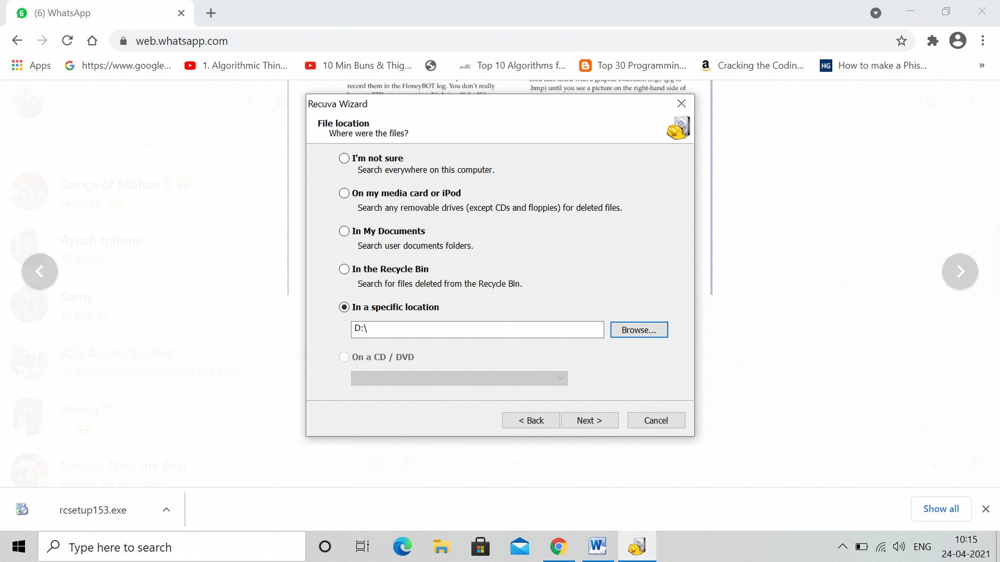 6 (6) WhatsApp
web.whatsapp.com
Apps
https://www.google...
1. Algorithmic Thin...
10 Min Buns & Thig...
Top 10 Algorithms f...
Top 30 Programmin...
a Cracking the Codin...
HG How to make a Phis...
»
record them in the HoneyBOT log. You don't really
.bmp) until you see a picture on the right-hand side of
Search or start new chat
Gangs of Mohan
sandeep:
Ayush Iphone
Photo
Samy
Tu thik h?
Aziz Ayuob Student
in meantime please clear the dues
shreya
Nanihal Nani the Best
REKHA: Bht shandaar
07:03
Type a message
Recuva Wizard
File location
Where were the files?
I'm not sure
Search everywhere on this computer.
On my media card or iPod
Search any removable drives (except CDs and floppies) for deleted files.
In My Documents
Search user documents folders.
In the Recycle Bin
Search for files deleted from the Recycle Bin.
In a specific location
D:\
Browse...
On a CD / DVD
< Back
Next >
Cancel
rcsetup153.exe
Show all
Type here to search
W
ENG
10:15
24-04-2021